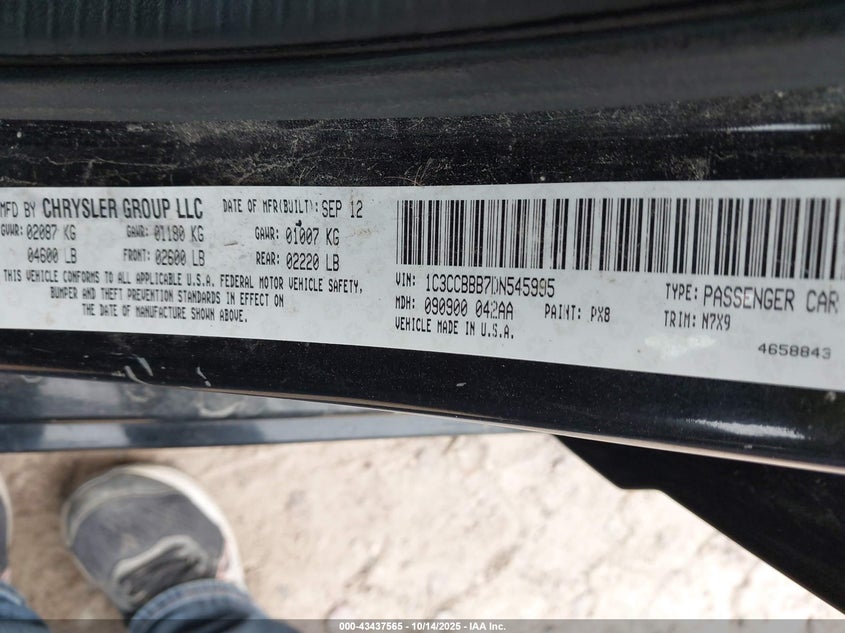 MFD BY CHRYSLER GROUP LLC
DATE OF MFR(BUILT): SEP 12
GVWR: 02087 KG GAWR: 01180 KG GAWR: 01007 KG
04600 LB FRONT: 02600 LB REAR: 02220 LB
THIS VEHICLE CONFORMS TO ALL APPLICABLE U.S.A. FEDERAL MOTOR VEHICLE SAFETY,
BUMPER AND THEFT PREVENTION STANDARDS IN EFFECT ON
THE DATE OF MANUFACTURE SHOWN ABOVE.
VIN: 1C3CCBBB7DN545995
TYPE: PASSENGER CAR
MDH: 090900 042AA PAINT: PX8 TRIM: N7X9
VEHICLE MADE IN U.S.A.
4658843
000-43437565 | 10/14/2025 | IAA Inc.